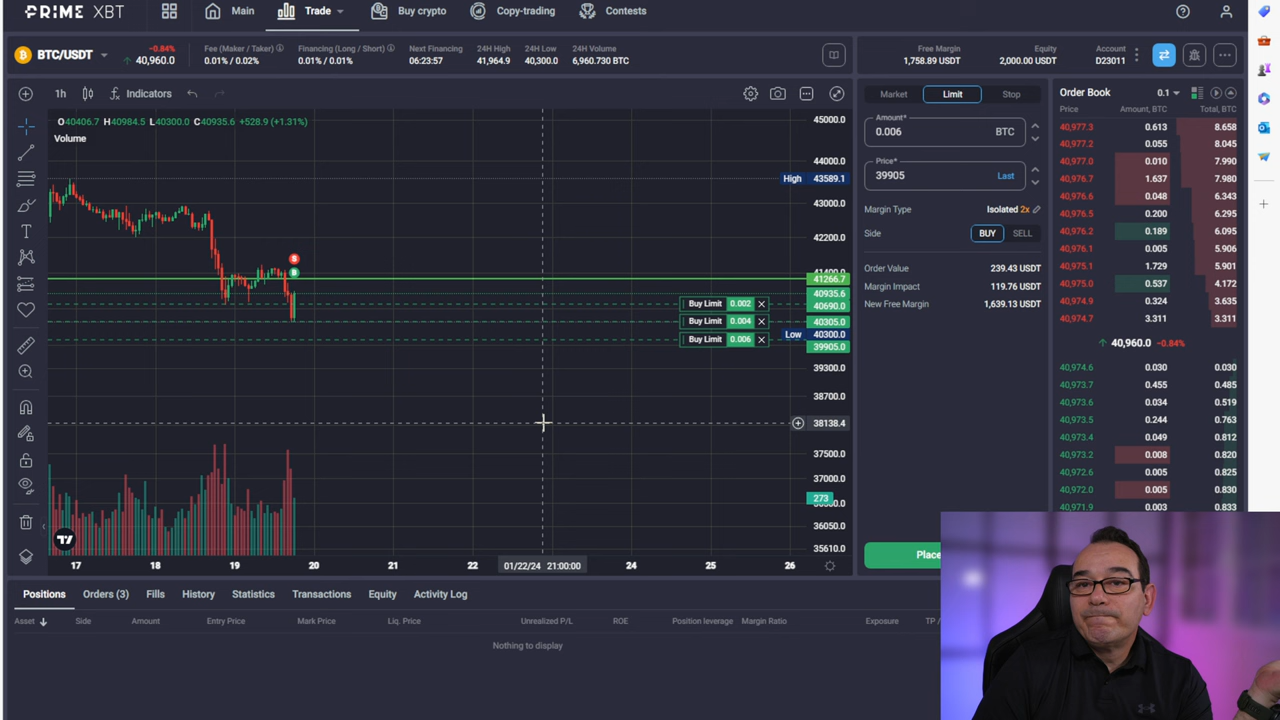 PRIME XBT
Main
Trade
Buy crypto
Copy-trading
Contests
BTC/USDT
-0.84%
40,960.0
Fee (Maker / Taker)
0.01% / 0.02%
Financing (Long / Short)
0.01% / 0.01%
Next Financing
06:23:57
24H High
41,964.9
24H Low
40,300.0
24H Volume
6,960.730 BTC
Free Margin
1,758.89 USDT
Equity
2,000.00 USDT
Account
D23011
1h
Indicators
O40406.7 H40984.5 L40300.0 C40935.6 +528.9 (+1.31%)
Volume
S
B
45000.0
44000.0
High 43589.1
43000.0
42200.0
41266.7
40935.6
40690.0
Buy Limit 0.002
Buy Limit 0.004
40305.0
Low 40300.0
Buy Limit 0.006
39905.0
39300.0
38700.0
38138.4
37500.0
37000.0
273
36050.0
35610.0
17 18 19 20 21 22 01/22/24 21:00:00 24 25 26
Market Limit Stop
Amount*
0.006 BTC
Price*
39905 Last
Margin Type Isolated 2x
Side BUY SELL
Order Value 239.43 USDT
Margin Impact 119.76 USDT
New Free Margin 1,639.13 USDT
Place
Order Book 0.1
Price Amount, BTC Total, BTC
40,977.3 0.613 8.658
40,977.2 0.055 8.045
40,977.0 0.010 7.990
40,976.7 1.637 7.980
40,976.6 0.048 6.343
40,976.5 0.200 6.295
40,976.2 0.189 6.095
40,976.1 0.005 5.906
40,975.1 1.729 5.901
40,975.0 0.537 4.172
40,974.9 0.324 3.635
40,974.7 3.311 3.311
40,960.0 -0.84%
40,974.6 0.030 0.030
40,973.7 0.455 0.485
40,973.6 0.034 0.519
40,973.5 0.244 0.763
40,973.4 0.049 0.812
40,973.2 0.008 0.820
40,972.6 0.005 0.825
40,972.0 0.005 0.830
40,971.9 0.003 0.833
Positions Orders (3) Fills History Statistics Transactions Equity Activity Log
Asset Side Amount Entry Price Mark Price Liq. Price Unrealized P/L ROE Position leverage Margin Ratio Exposure TP /
Nothing to display